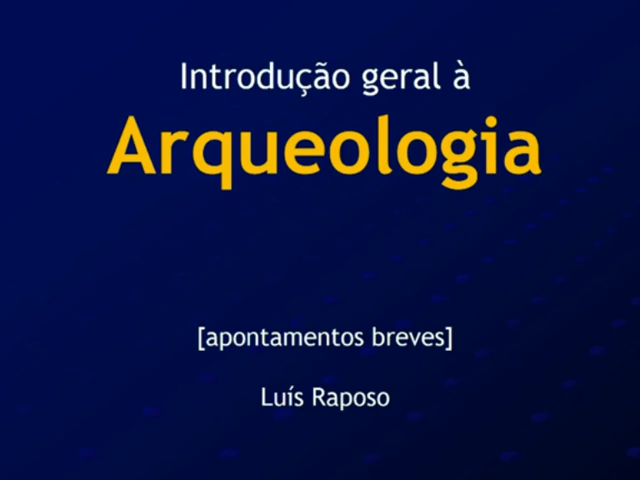 Introdução geral à
Arqueologia
[apontamentos breves]
Luís Raposo